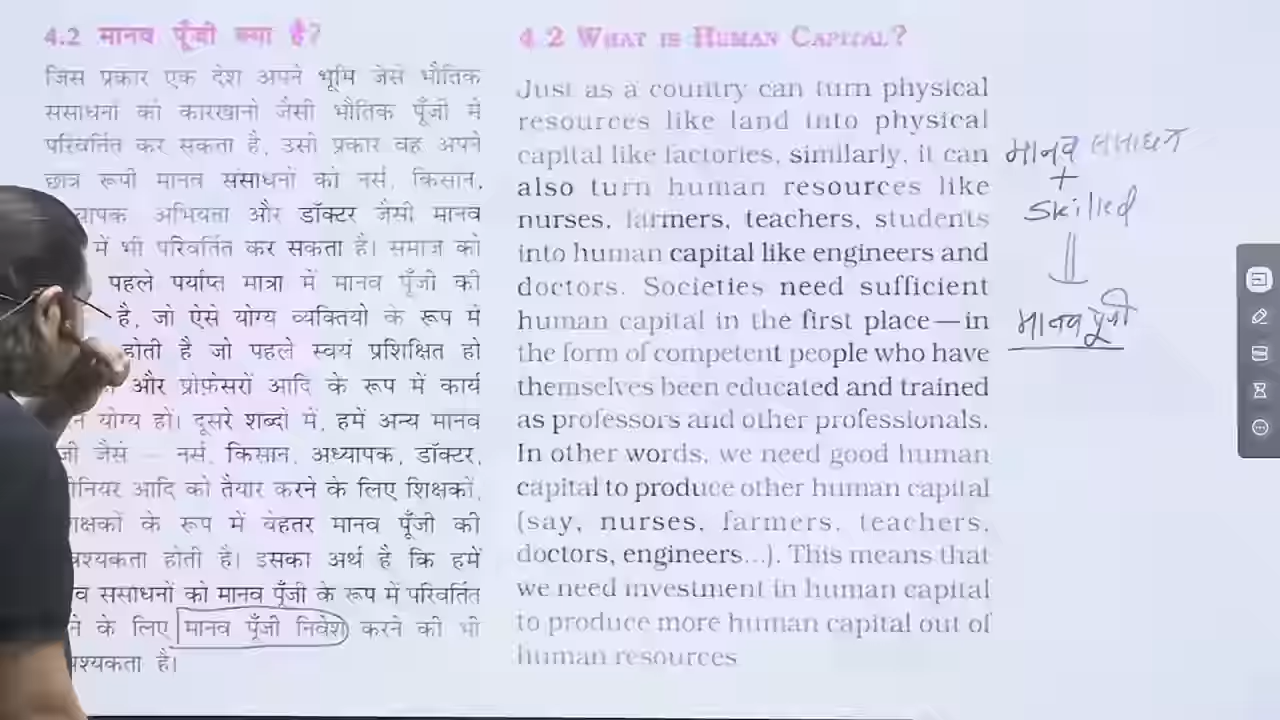 4.2 मानव पूँजी क्या है?
जिस प्रकार एक देश अपने भूमि जैसे भौतिक
संसाधनों को कारखानों जैसी भौतिक पूँजी में
परिवर्तित कर सकता है, उसी प्रकार वह अपने
छात्र रूपी मानव संसाधनों को नर्स, किसान,
अभियंता और डॉक्टर जैसी मानव
में भी परिवर्तित कर सकता है। समाज को
पहले पर्याप्त मात्रा में मानव पूँजी की
है, जो ऐसे योग्य व्यक्तियों के रूप में
होती है जो पहले स्वयं प्रशिक्षित हो
और प्रोफ़ेसरों आदि के रूप में कार्य
योग्य हों। दूसरे शब्दों में, हमें अन्य मानव
जैसे – नर्स, किसान, अध्यापक, डॉक्टर,
आदि को तैयार करने के लिए शिक्षकों,
के रूप में बेहतर मानव पूँजी की
होती है। इसका अर्थ है कि हमें
संसाधनों को मानव पूँजी के रूप में परिवर्तित
के लिए मानव पूँजी निवेश करने की भी
है।
4.2 WHAT IS HUMAN CAPITAL?
Just as a country can turn physical
resources like land into physical
capital like factories, similarly, it can
also turn human resources like
nurses, farmers, teachers, students
into human capital like engineers and
doctors. Societies need sufficient
human capital in the first place—in
the form of competent people who have
themselves been educated and trained
as professors and other professionals.
In other words, we need good human
capital to produce other human capital
(say, nurses, farmers, teachers,
doctors, engineers...). This means that
we need investment in human capital
to produce more human capital out of
human resources
मानव संसाधन
+
skilled
मानव पूंजी